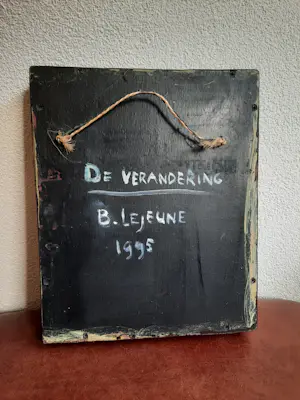 DE VERANDERING
B. LEJEUNE
1995